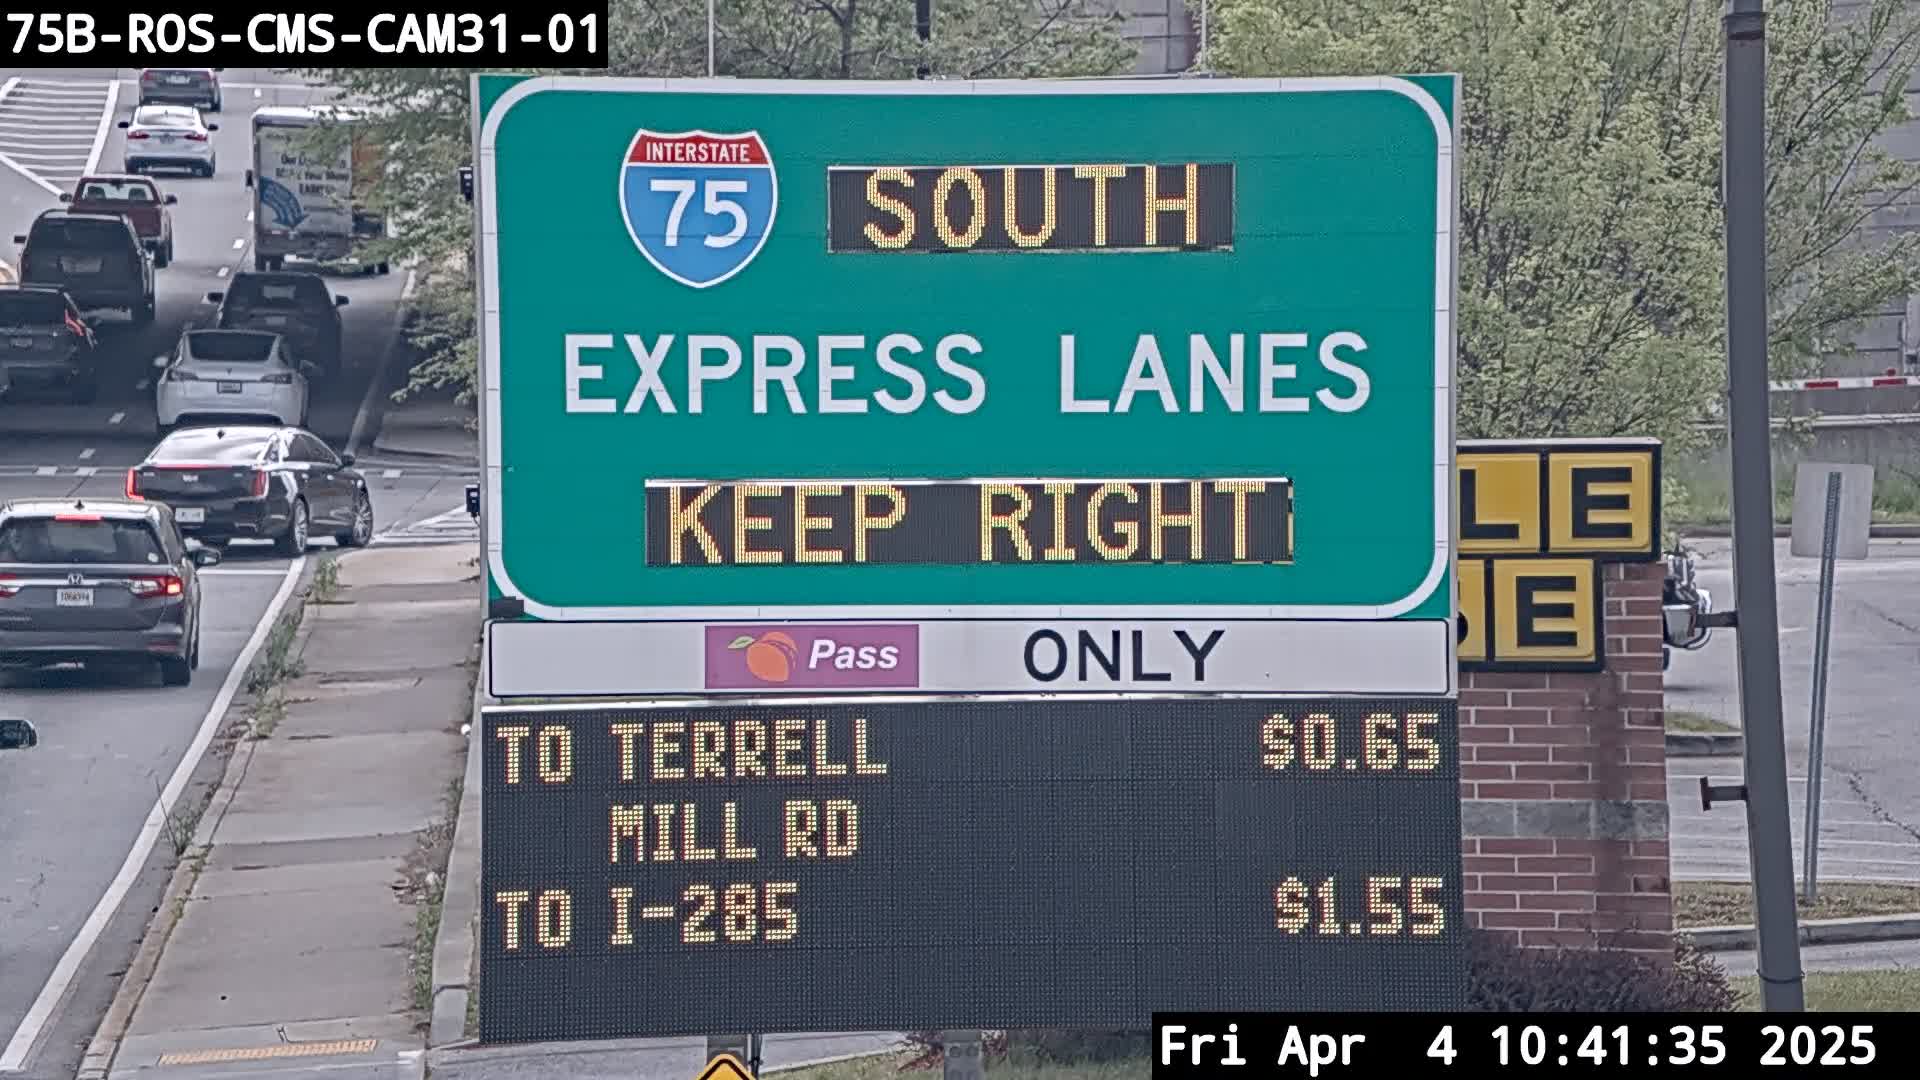 75B-ROS-CMS-CAM31-01
INTERSTATE
75
SOUTH
EXPRESS LANES
KEEP RIGHT
Pass ONLY
TO TERRELL $0.65
MILL RD
TO I-285 $1.55
LE
E
Fri Apr 4 10:41:35 2025